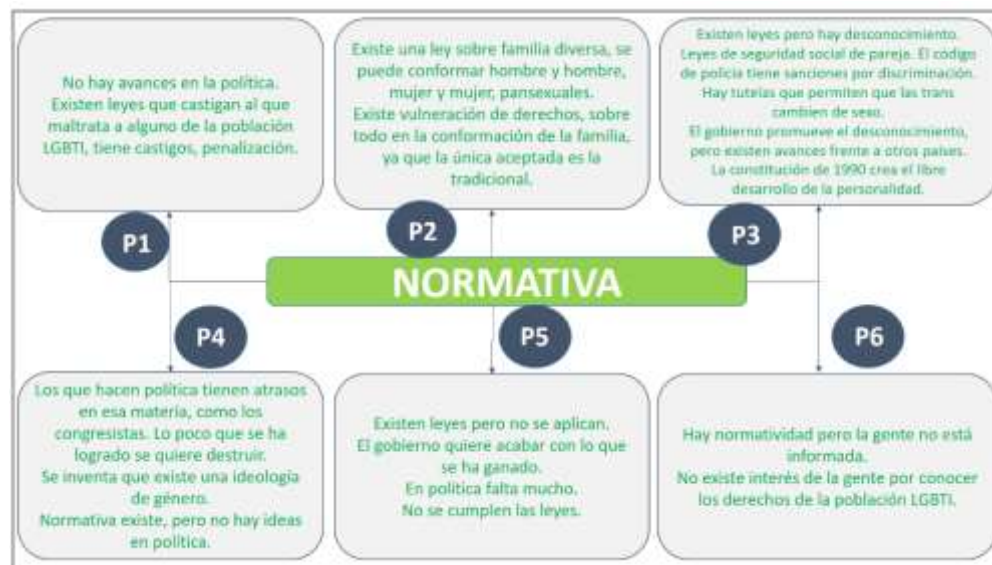 No hay avances en la política.
Existen leyes que castigan al que
maltrata a alguno de la población
LGBTI, tiene castigos, penalización.
P1
Existe una ley sobre familia diversa, se
puede conformar hombre y hombre,
mujer y mujer, pansexuales.
Existe vulneración de derechos, sobre
todo en la conformación de la familia,
ya que la única aceptada es la
tradicional.
P2
Existen leyes pero hay desconocimiento.
Leyes de seguridad social de pareja. El código
de policía tiene sanciones por discriminación.
Hay tutelas que permiten que las trans
cambien de sexo.
El gobierno promueve el desconocimiento,
pero existen avances frente a otros países.
La constitución de 1990 crea el libre
desarrollo de la personalidad.
P3
NORMATIVA
P4
Los que hacen política tienen atrasos
en esa materia, como los
congresistas. Lo poco que se ha
logrado se quiere destruir.
Se inventa que existe una ideología
de género.
Normativa existe, pero no hay ideas
en política.
P5
Existen leyes pero no se aplican.
El gobierno quiere acabar con lo que
se ha ganado.
En política falta mucho.
No se cumplen las leyes.
P6
Hay normatividad pero la gente no está
informada.
No existe interés de la gente por conocer
los derechos de la población LGBTI.